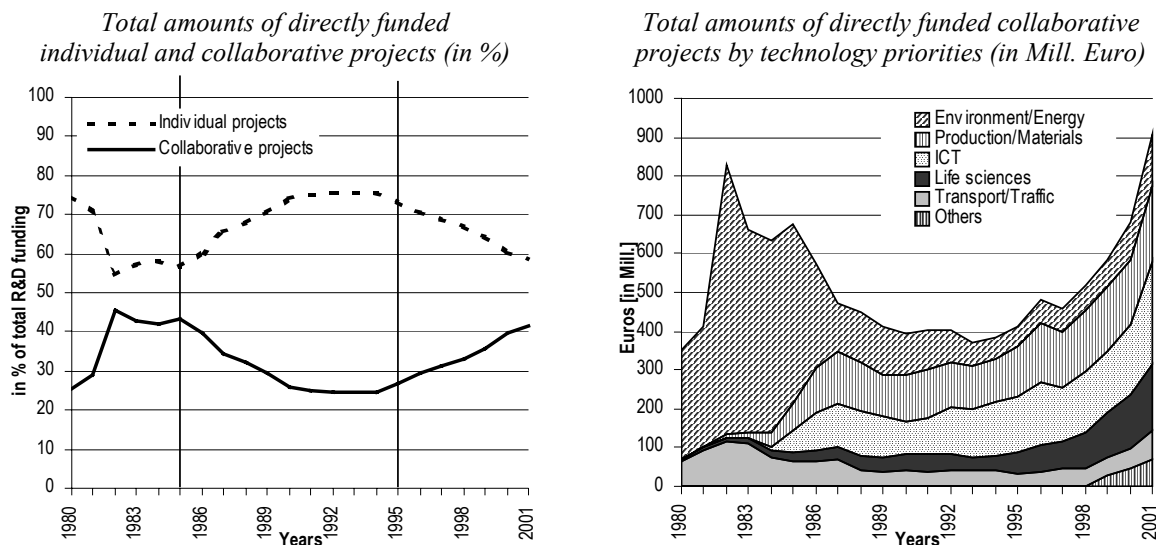 Total amounts of directly funded
individual and collaborative projects (in %)
in % of total R&D funding
100
90
80
70
60
50
40
30
20
10
0
Individual projects
Collaborative projects
1980
1983
1986
1989
1992
1995
1998
2001
Years
Total amounts of directly funded collaborative
projects by technology priorities (in Mill. Euro)
Euros [in Mill.]
1000
900
800
700
600
500
400
300
200
100
0
Environment/Energy
Production/Materials
ICT
Life sciences
Transport/Traffic
Others
1980
1983
1986
1989
1992
1995
1998
2001
Years